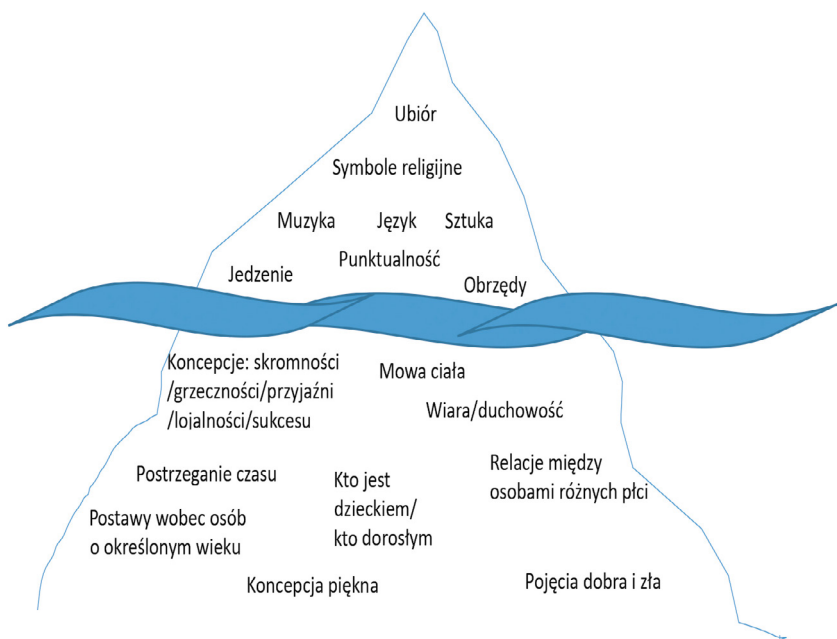 Ubiór
Symbole religijne
Muzyka Język Sztuka
Punktualność
Jedzenie
Obrzędy
Koncepcje: skromności
/grzeczności/przyjaźni
/lojalności/sukcesu
Mowa ciała
Wiara/duchowość
Postrzeganie czasu
Kto jest
dzieckiem/
kto dorosłym
Relacje między
osobami różnych płci
Postawy wobec osób
o określonym wieku
Koncepcja piękna
Pojęcia dobra i zła